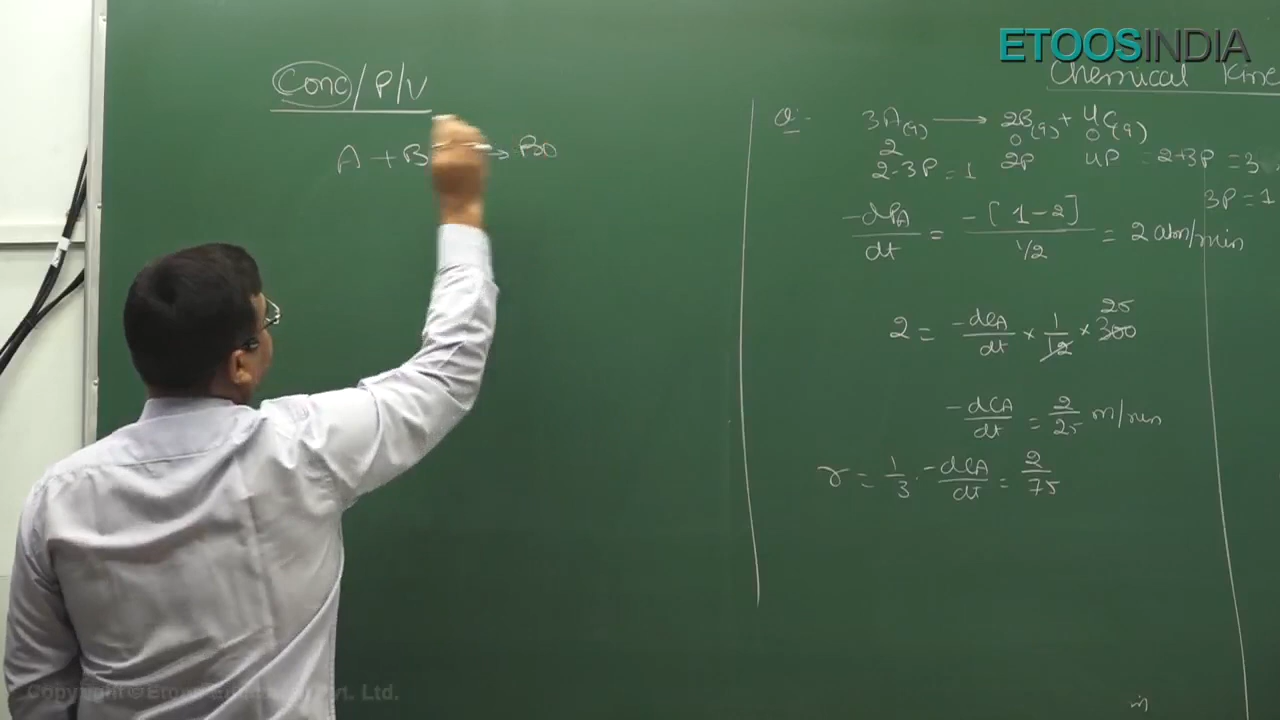 ETOOSINDIA
Chemical Kine
Conc/P/V
A + B → PD
Q:- 3A(g) → 2B(g) + 4C(g)
2 0 0
2-3P = 1 2P 4P = 2+3P = 3
3P = 1
-dPA/dt = -[1-2]/1/2 = 2 atm/min
2 = -dCA/dt × 1/12 × 300
25
-dCA/dt = 2/25 m/min
r = 1/3 · -dCA/dt = 2/75
Copyright © Etoos Education Pvt. Ltd.